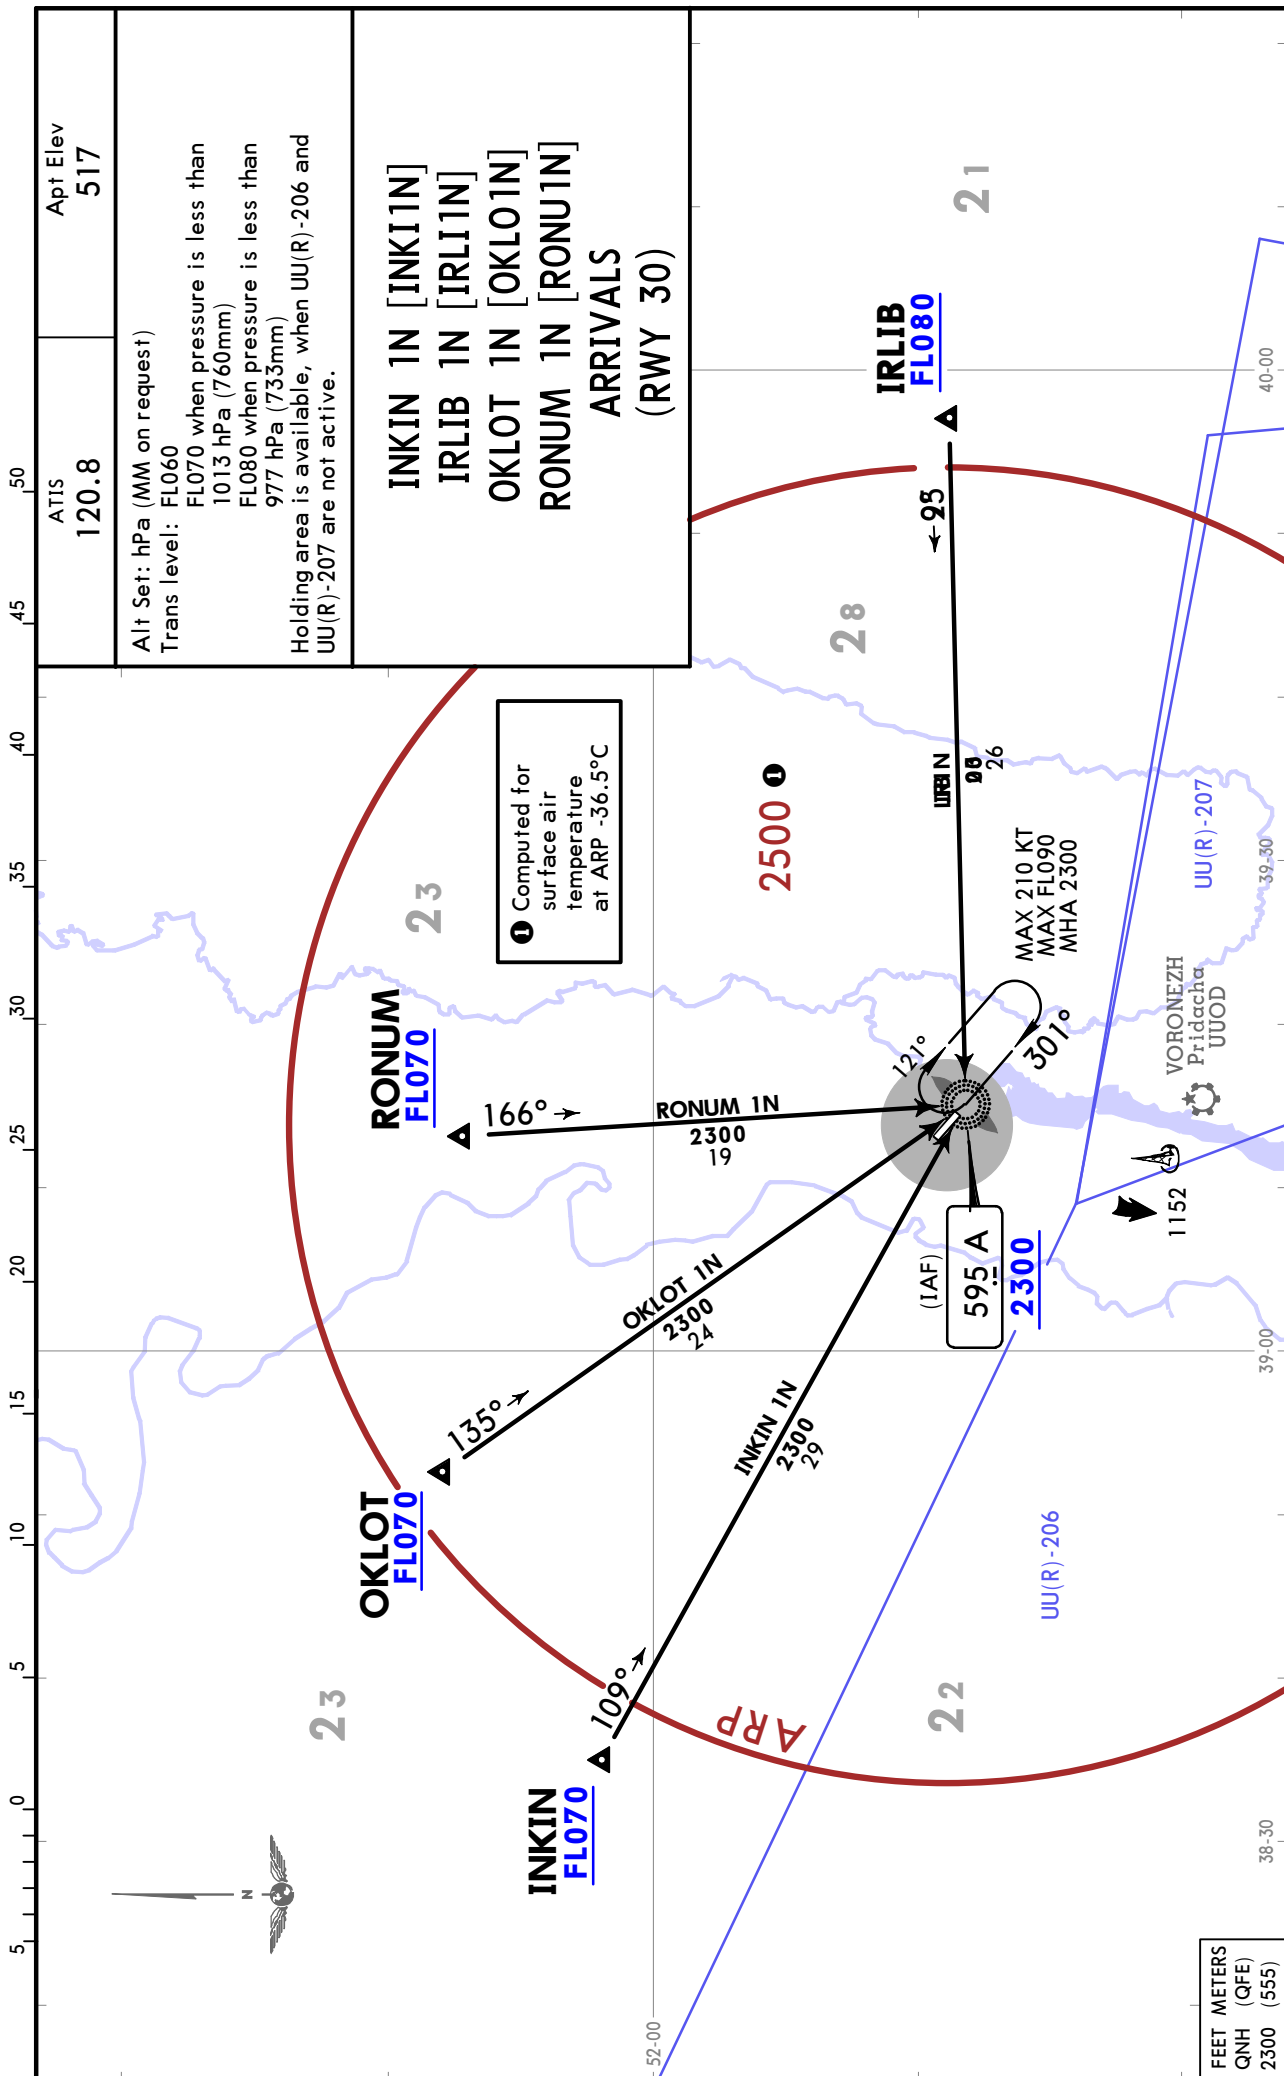 ATIS
120.8
Apt Elev
517
Alt Set: hPa (MM on request)
Trans level: FL060
FL070 when pressure is less than
1013 hPa (760mm)
FL080 when pressure is less than
977 hPa (733mm)
Holding area is available, when UU(R)-206 and
UU(R)-207 are not active.
INKIN 1N [INKI1N]
IRLIB 1N [IRLI1N]
OKLOT 1N [OKLO1N]
RONUM 1N [RONU1N]
ARRIVALS
(RWY 30)
5
0
5
10
15
20
25
30
35
40
45
50
N
23
23
21
28
22
❶ Computed for
surface air
temperature
at ARP -36.5°C
2500 ❶
RONUM
FL070
166°
RONUM 1N
2300
19
OKLOT
FL070
135°
OKLOT 1N
2300
24
INKIN
FL070
109°
INKIN 1N
2300
29
IRLIB
FL080
26
ARP
MAX 210 KT
MAX FL090
MHA 2300
121°
301°
(IAF)
595 A
2300
UU(R)-206
UU(R)-207
VORONEZH
Pridacha
UUOD
1152
52-00
38-30
39-00
39-30
40-00
FEET METERS
QNH (QFE)
2300 (555)